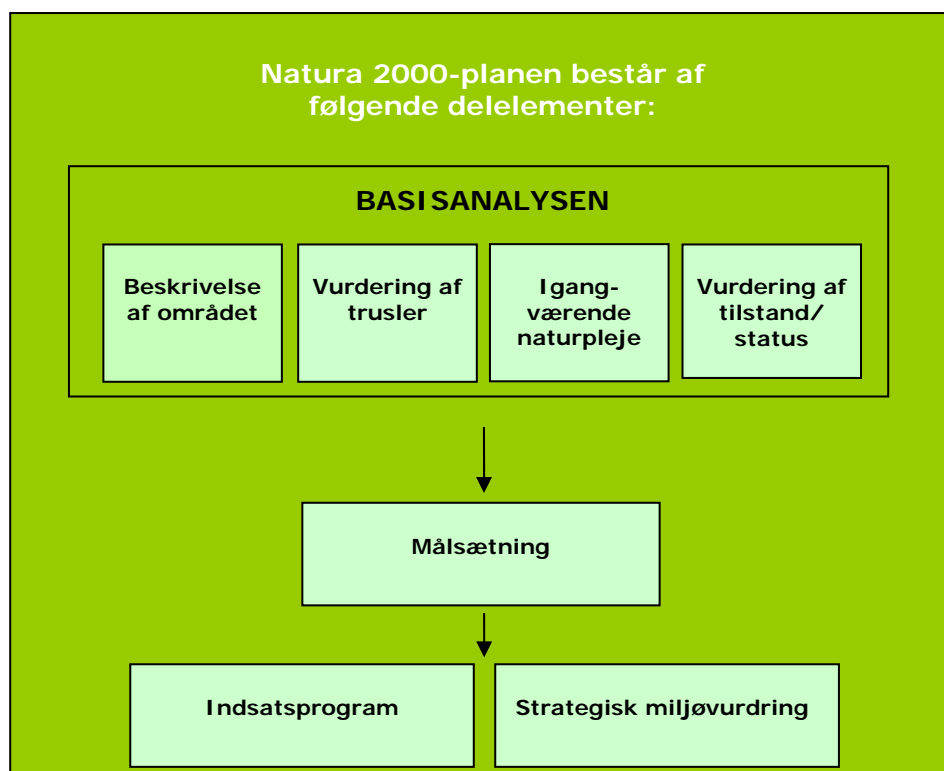 Natura 2000-planen består af
følgende delelementer:
BASISANALYSEN
Beskrivelse
af området
Vurdering af
trusler
Igang-
værende
naturpleje
Vurdering af
tilstand/
status
Målsætning
Indsatsprogram
Strategisk miljøvurdring